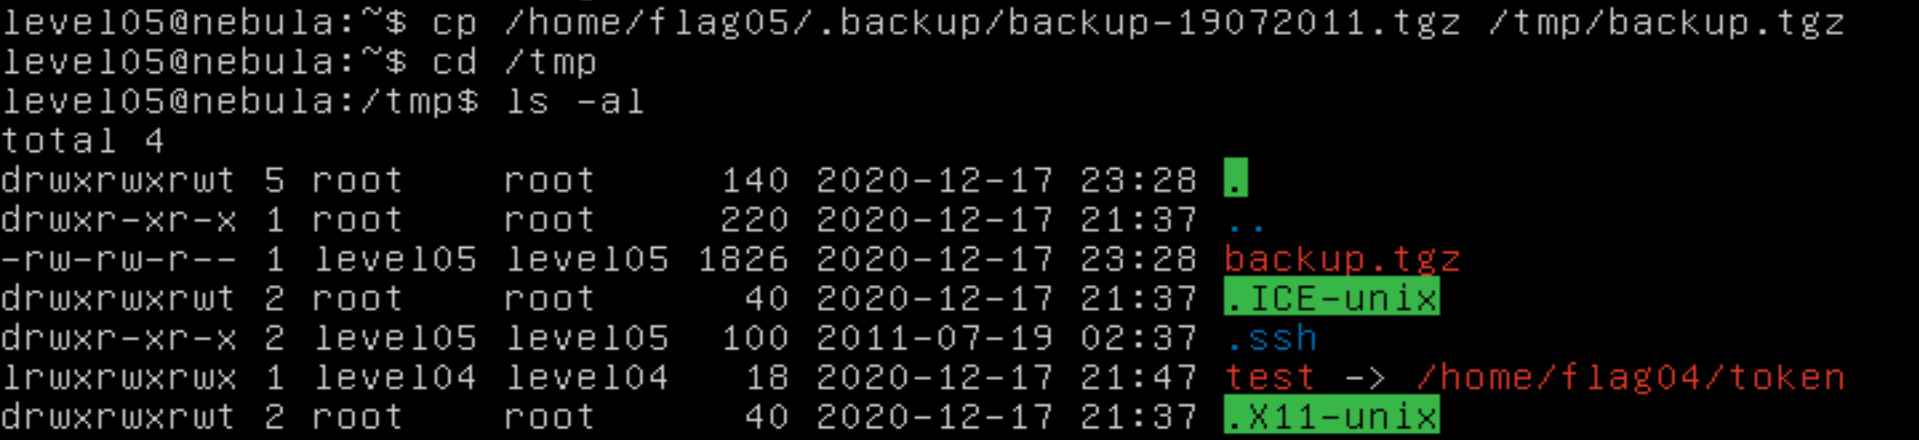 level05@nebula:~$ cp /home/flag05/.backup/backup-19072011.tgz /tmp/backup.tgz
level05@nebula:~$ cd /tmp
level05@nebula:/tmp$ ls -al
total 4
drwxrwxrwt 5 root    root     140 2020-12-17 23:28 .
drwxr-xr-x 1 root    root     220 2020-12-17 21:37 ..
-rw-rw-r-- 1 level05 level05 1826 2020-12-17 23:28 backup.tgz
drwxrwxrwt 2 root    root      40 2020-12-17 21:37 .ICE-unix
drwxr-xr-x 2 level05 level05  100 2011-07-19 02:37 .ssh
lrwxrwxrwx 1 level04 level04   18 2020-12-17 21:47 test -> /home/flag04/token
drwxrwxrwt 2 root    root      40 2020-12-17 21:37 .X11-unix